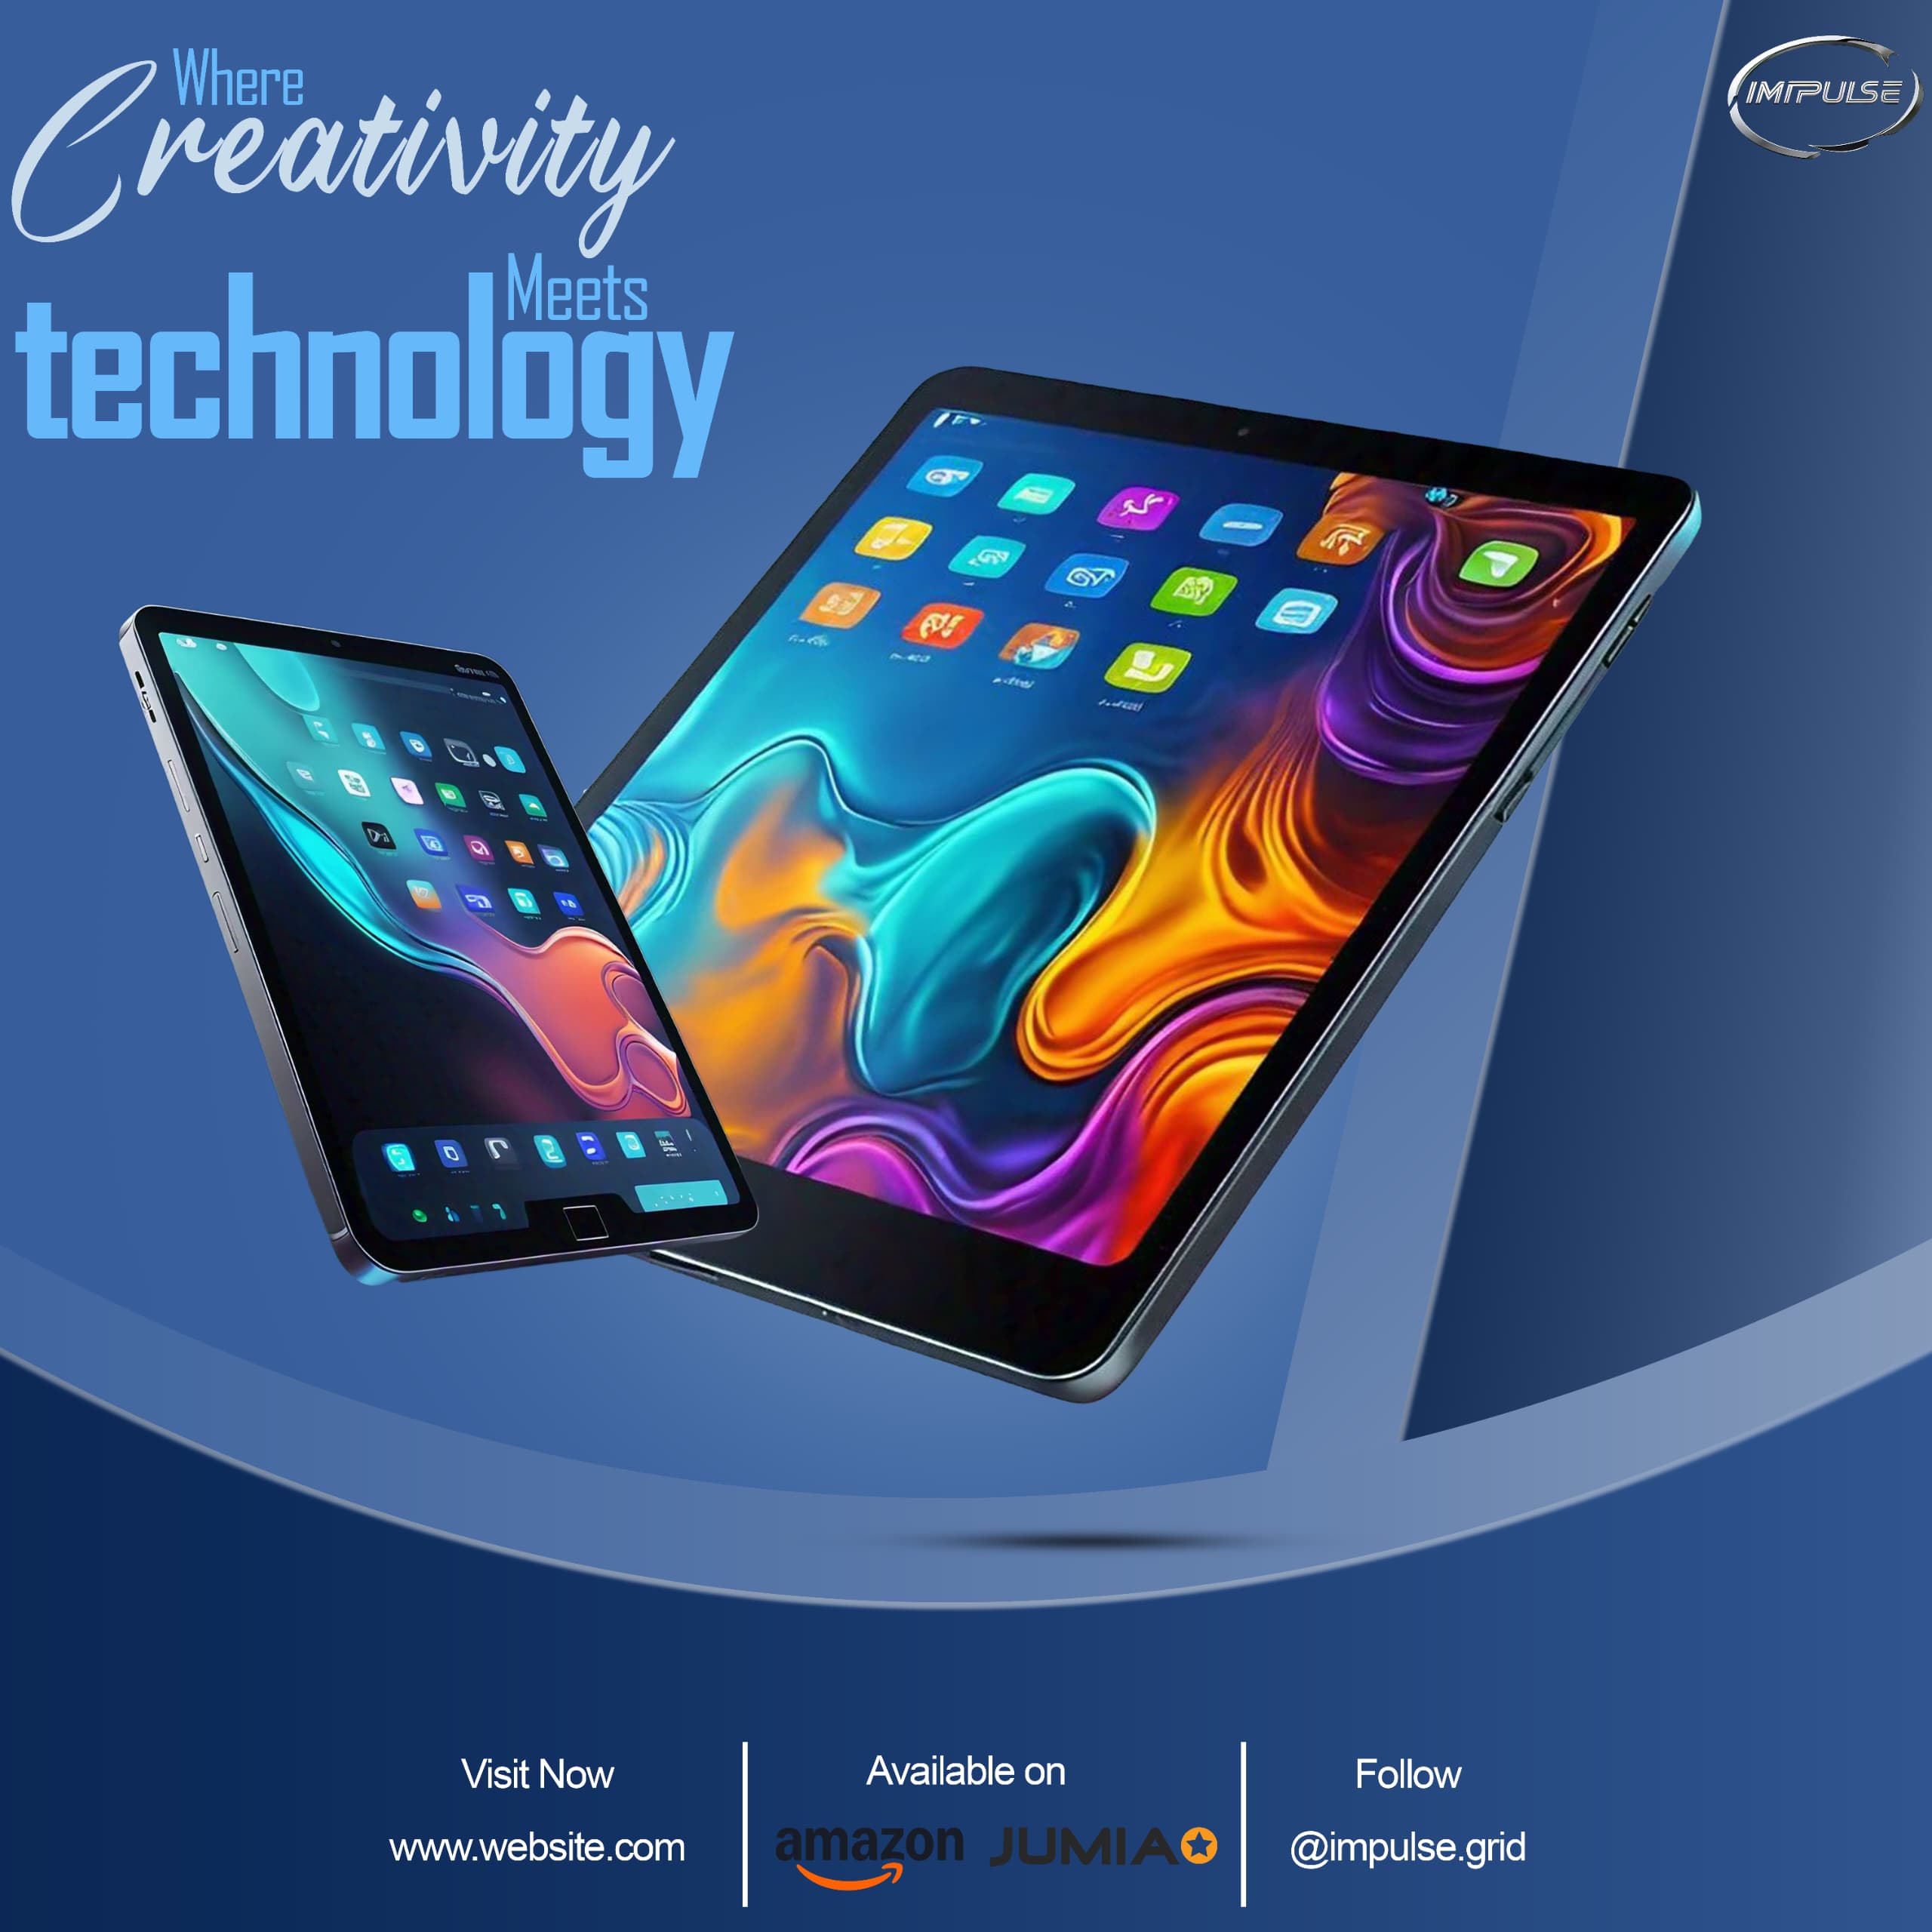 Where
Creativity
Meets
technology
IMPULSE
Visit Now
www.website.com
Available on
amazon JUMIA
Follow
@impulse.grid